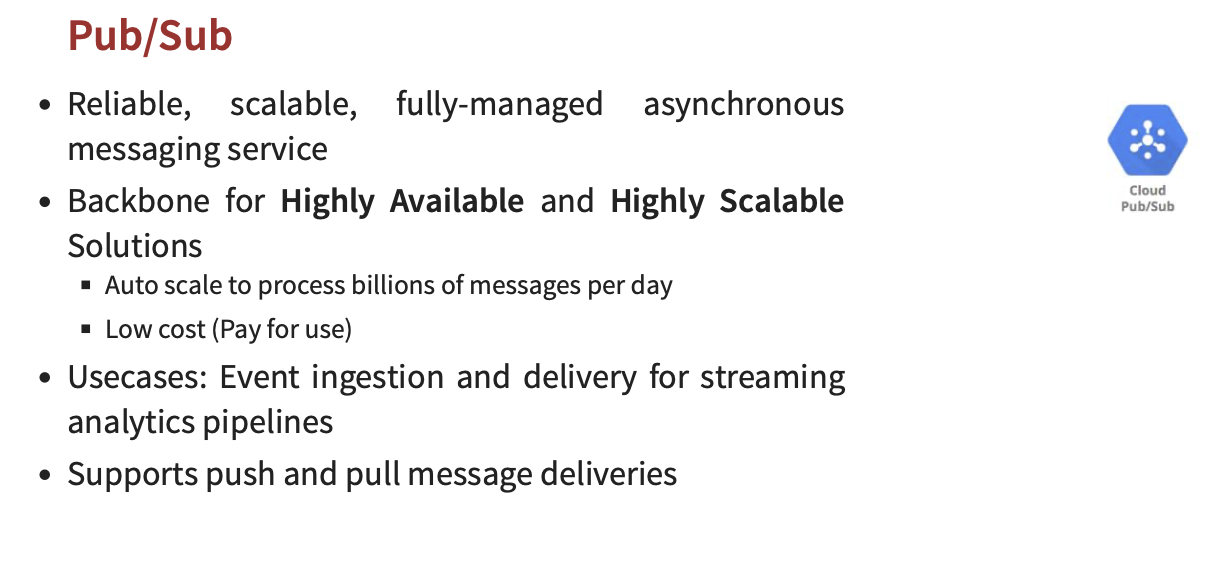 Pub/Sub
• Reliable, scalable, fully-managed asynchronous
messaging service
• Backbone for Highly Available and Highly Scalable
Solutions
▪ Auto scale to process billions of messages per day
▪ Low cost (Pay for use)
• Usecases: Event ingestion and delivery for streaming
analytics pipelines
• Supports push and pull message deliveries
Cloud
Pub/Sub